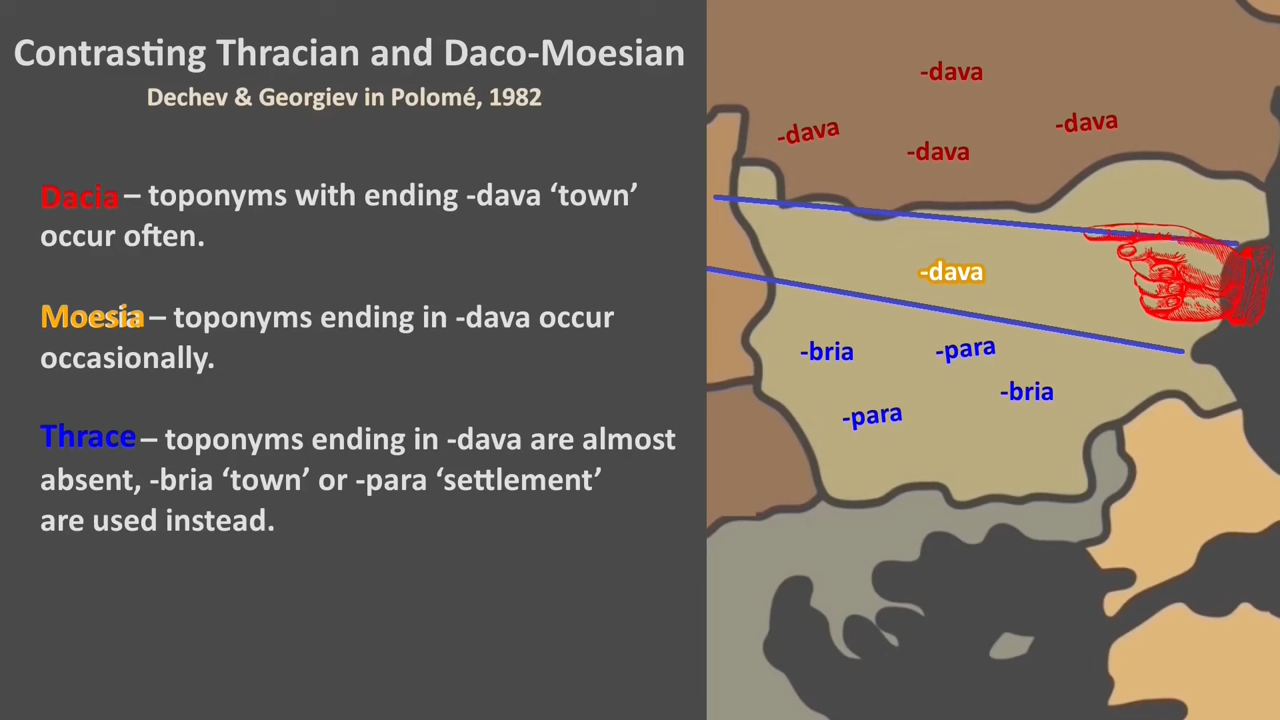 Contrasting Thracian and Daco-Moesian
Dechev & Georgiev in Polomé, 1982
Dacia – toponyms with ending -dava ‘town’
occur often.
Moesia – toponyms ending in -dava occur
occasionally.
Thrace – toponyms ending in -dava are almost
absent, -bria ‘town’ or -para ‘settlement’
are used instead.
-dava
-dava
-dava
-dava
-dava
-bria
-para
-bria
-para